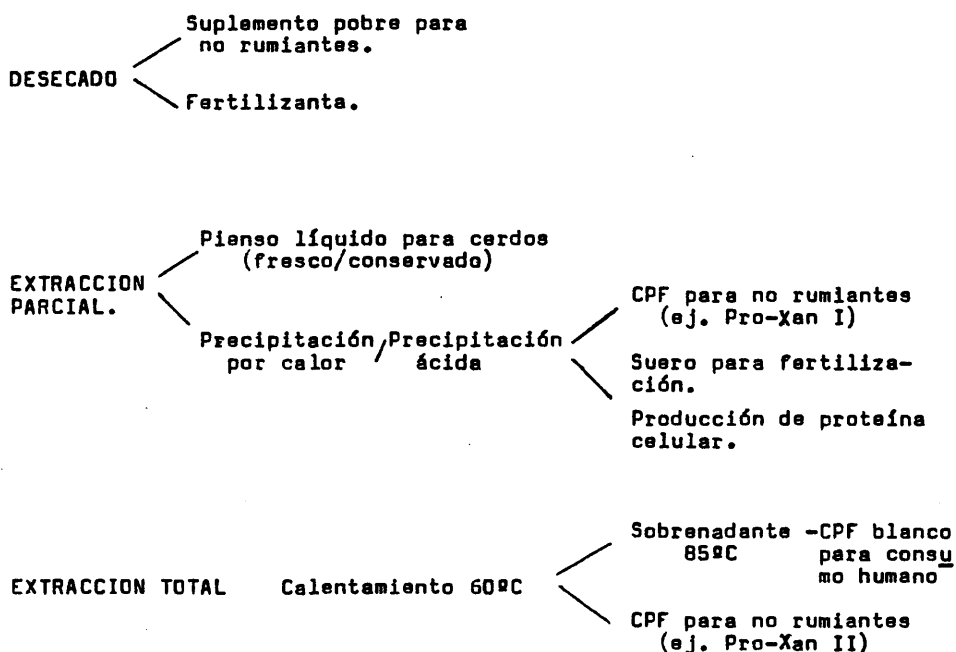 Suplemento pobre para
no rumiantes.
DESECADO
Fertilizanta.
Pienso líquido para cerdos
(fresco/conservado)
EXTRACCION
PARCIAL.
CPF para no rumiantes
(ej. Pro-Xan I)
Precipitación / Precipitación
por calor ácida
Suero para fertiliza-
ción.
Producción de proteína
celular.
Sobrenadante -CPF blanco
85ºC para consu
mo humano
EXTRACCION TOTAL Calentamiento 60ºC
CPF para no rumiantes
(ej. Pro-Xan II)